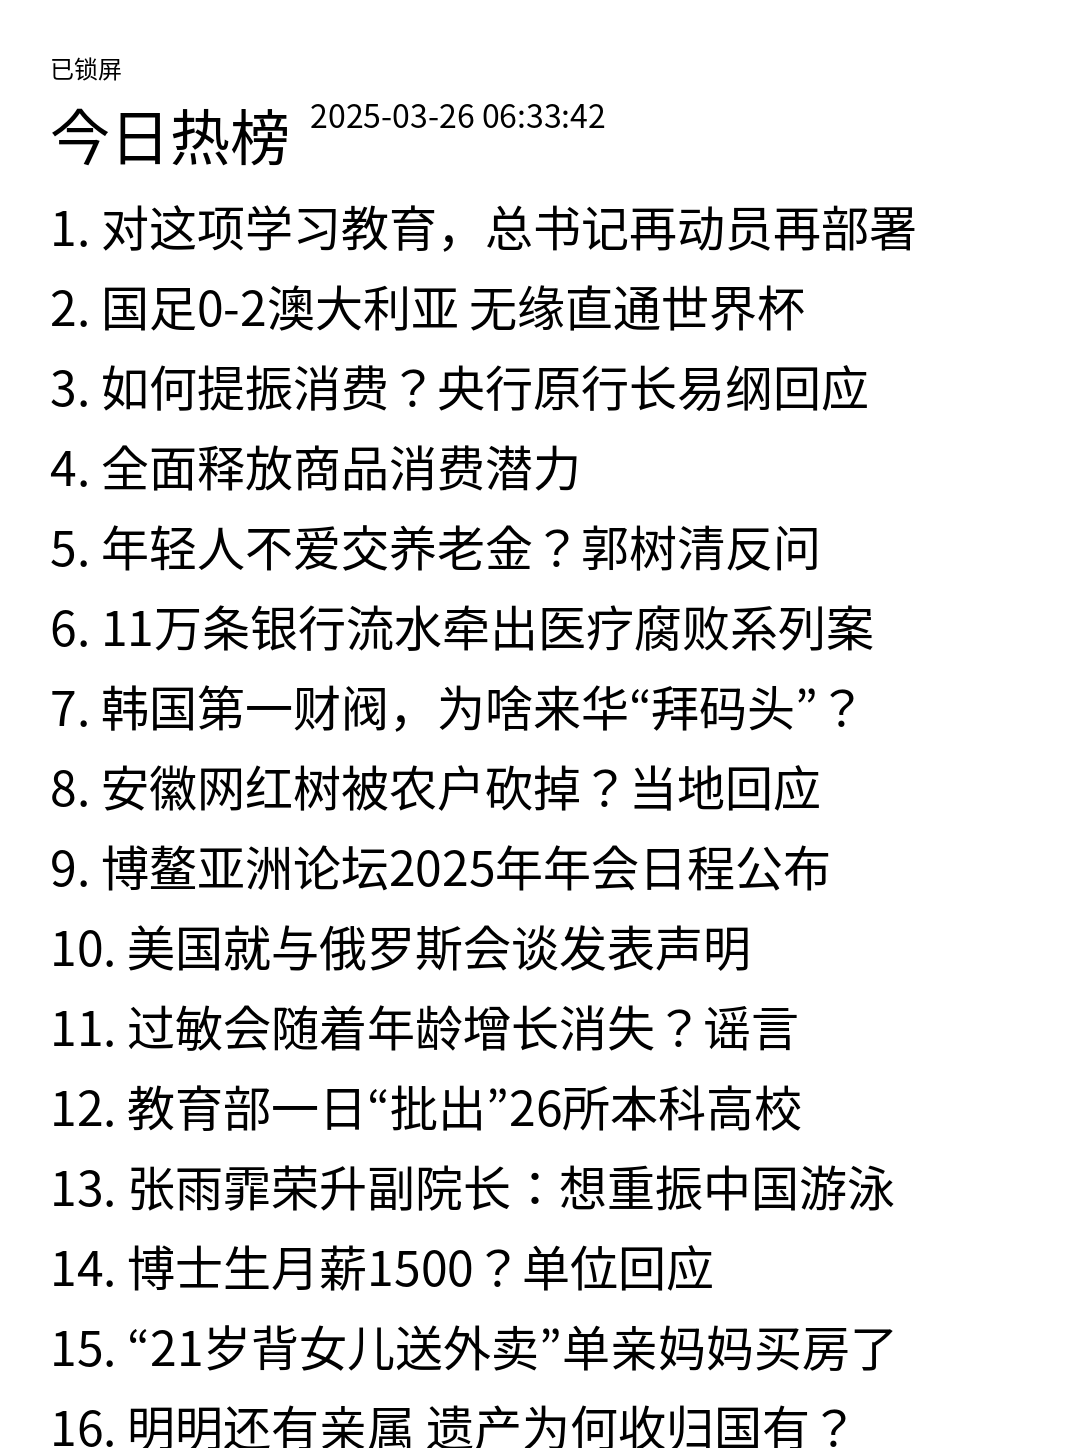 已锁屏
今日热榜 2025-03-26 06:33:42
1. 对这项学习教育，总书记再动员再部署
2. 国足0-2澳大利亚 无缘直通世界杯
3. 如何提振消费？央行原行长易纲回应
4. 全面释放商品消费潜力
5. 年轻人不爱交养老金？郭树清反问
6. 11万条银行流水牵出医疗腐败系列案
7. 韩国第一财阀，为啥来华“拜码头”？
8. 安徽网红树被农户砍掉？当地回应
9. 博鳌亚洲论坛2025年年会日程公布
10. 美国就与俄罗斯会谈发表声明
11. 过敏会随着年龄增长消失？谣言
12. 教育部一日“批出”26所本科高校
13. 张雨霏荣升副院长：想重振中国游泳
14. 博士生月薪1500？单位回应
15. “21岁背女儿送外卖”单亲妈妈买房了
16. 明明还有亲属 遗产为何收归国有？